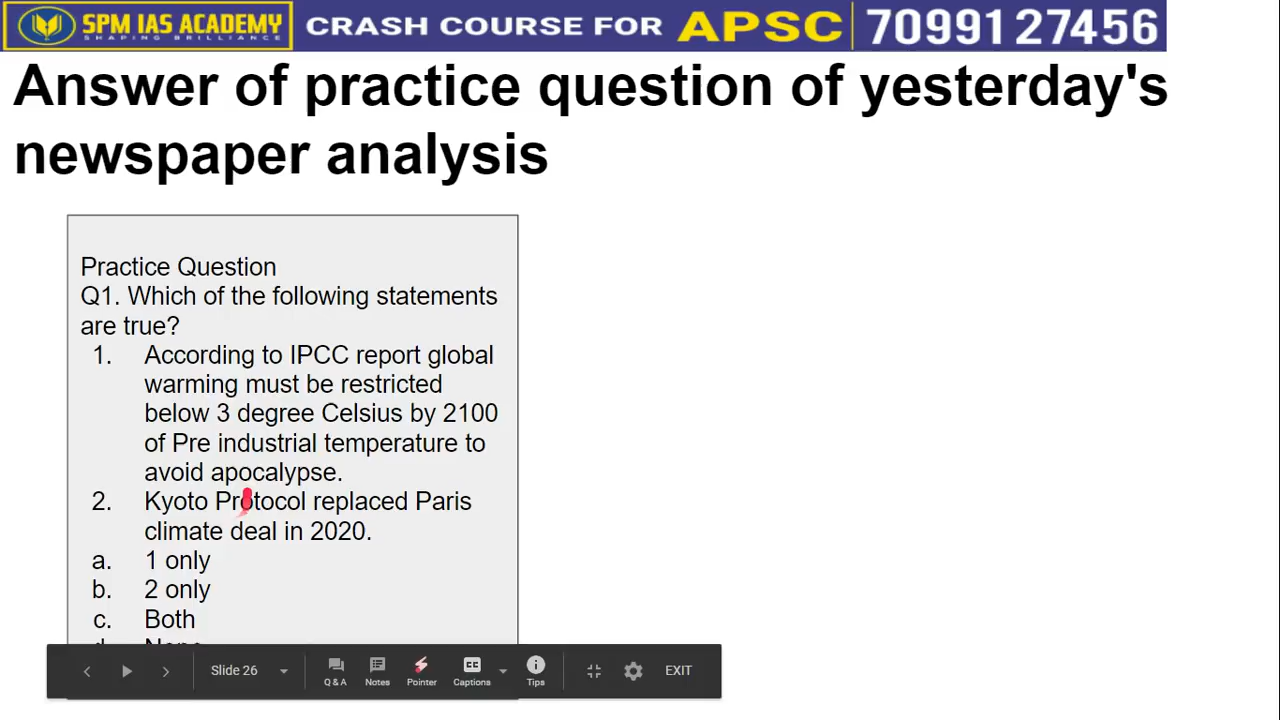 SPM IAS ACADEMY
SHAPING BRILLIANCE
CRASH COURSE FOR APSC 7099127456
Answer of practice question of yesterday's
newspaper analysis
Practice Question
Q1. Which of the following statements
are true?
1. According to IPCC report global
warming must be restricted
below 3 degree Celsius by 2100
of Pre industrial temperature to
avoid apocalypse.
2. Kyoto Protocol replaced Paris
climate deal in 2020.
a. 1 only
b. 2 only
c. Both
d. None
Slide 26
Q & A
Notes
Pointer
Captions
Tips
EXIT